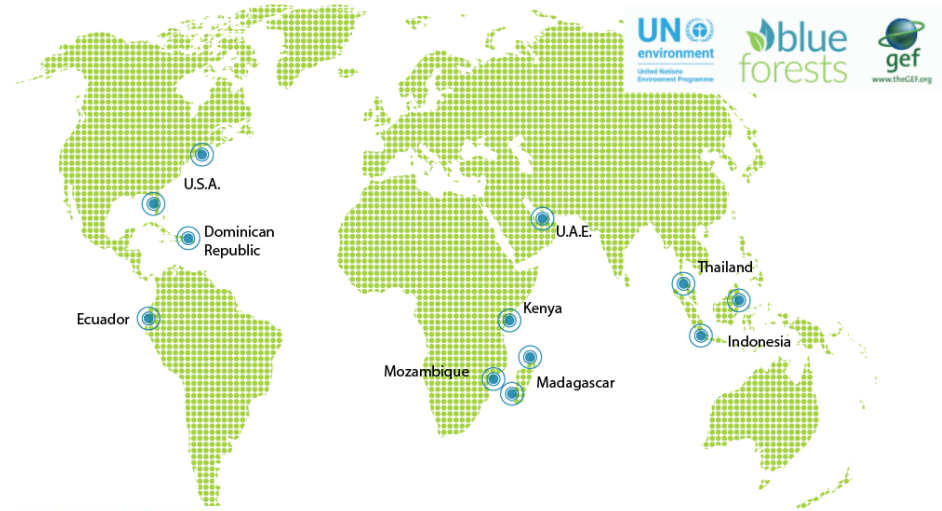 UN
environment
United Nations
Environment Programme
blue
forests
gef
www.theGEF.org
U.S.A.
Dominican
Republic
U.A.E.
Thailand
Ecuador
Kenya
Indonesia
Mozambique
Madagascar